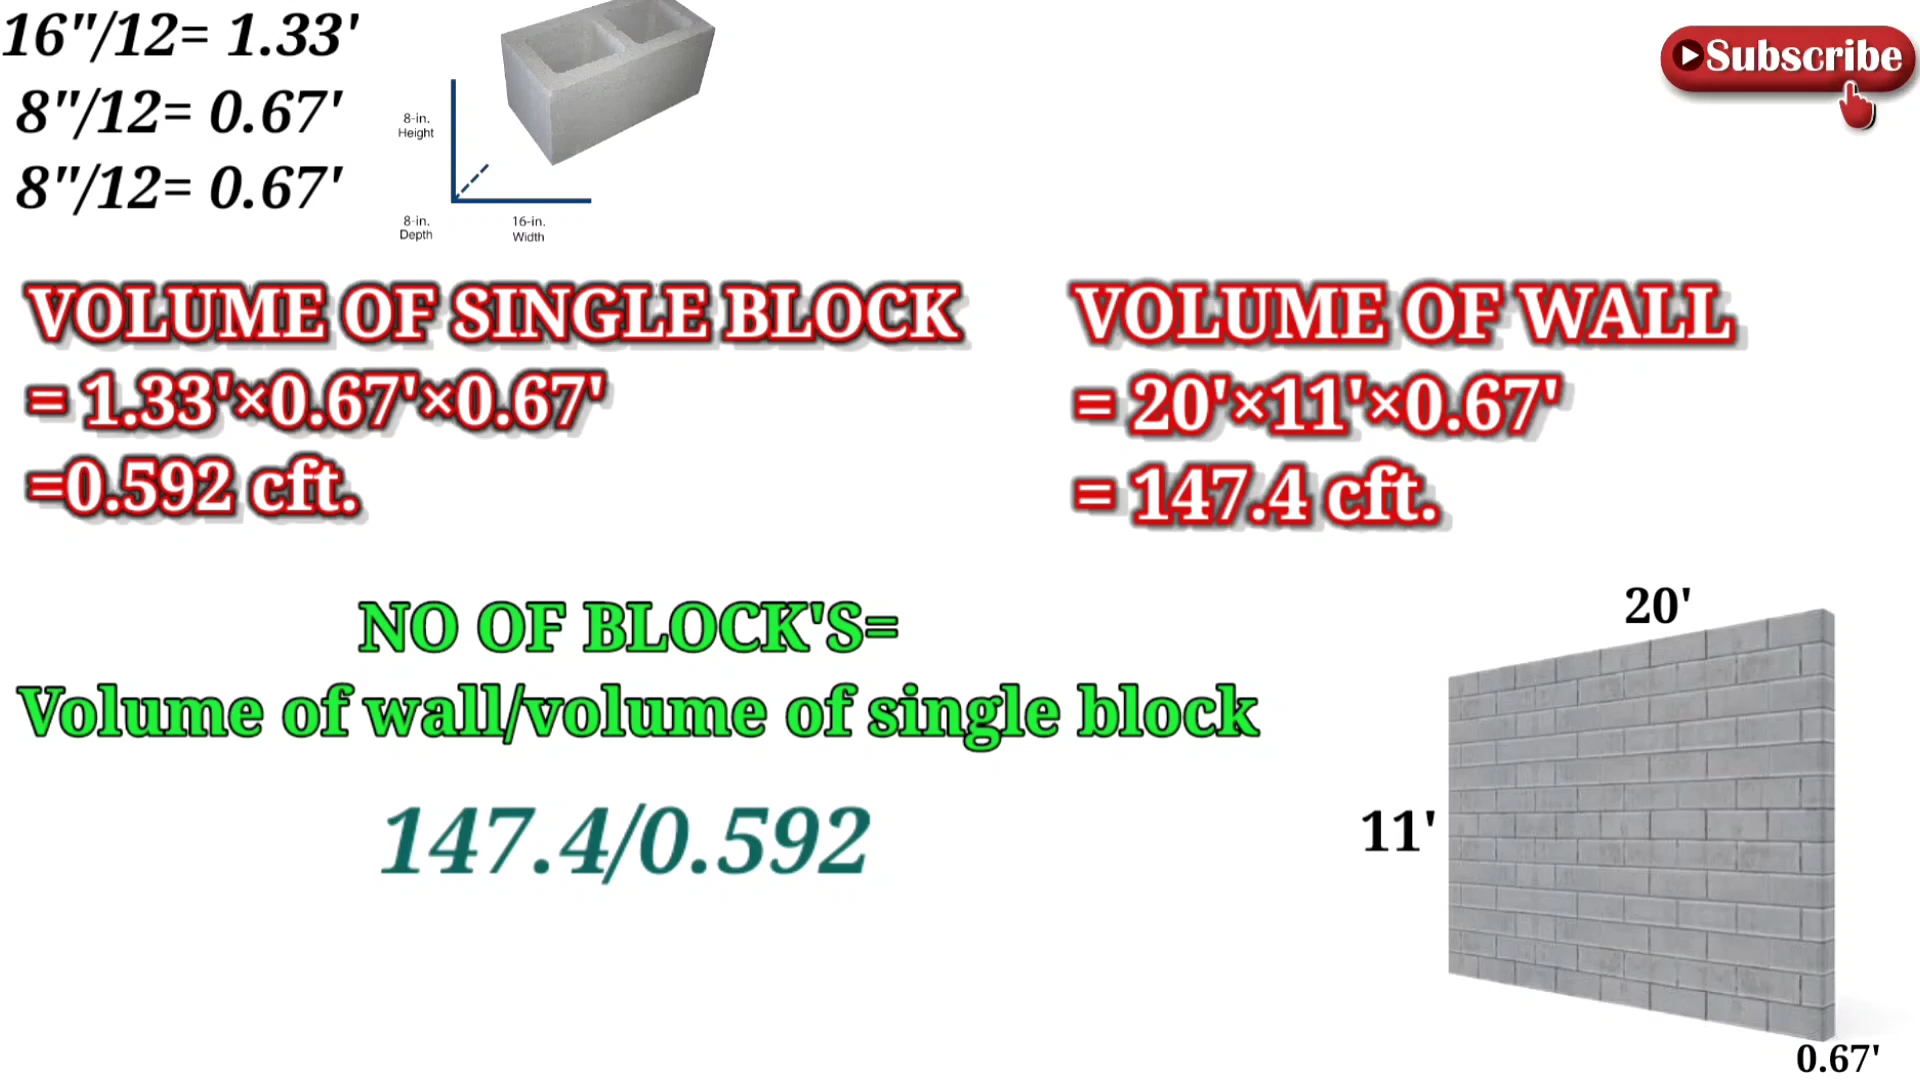 16"/12= 1.33'
8"/12= 0.67'
8"/12= 0.67'
8-in.
Height
8-in.
Depth
16-in.
Width
Subscribe
VOLUME OF SINGLE BLOCK
= 1.33'×0.67'×0.67'
=0.592 cft.
VOLUME OF WALL
= 20'×11'×0.67'
= 147.4 cft.
NO OF BLOCK'S=
Volume of wall/volume of single block
147.4/0.592
20'
11'
0.67'